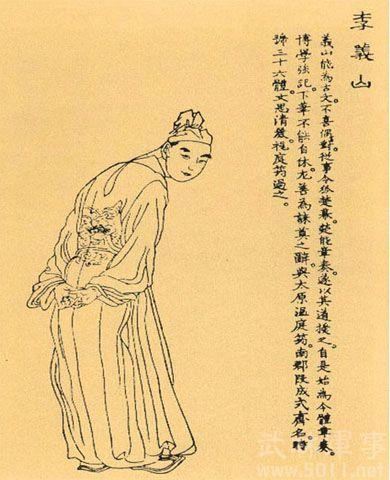 李義山
義山能為古文。不喜偶對。從事令狐楚幕。楚能章奏。遂以其道授之。自是始為今體章奏。
博學強記。下筆不能自休。尤善為誄奠之辭。與太原温庭筠南郡段成式齊名。時
號三十六體。文思清麗。視庭筠過之。
軍事
www.5011.net